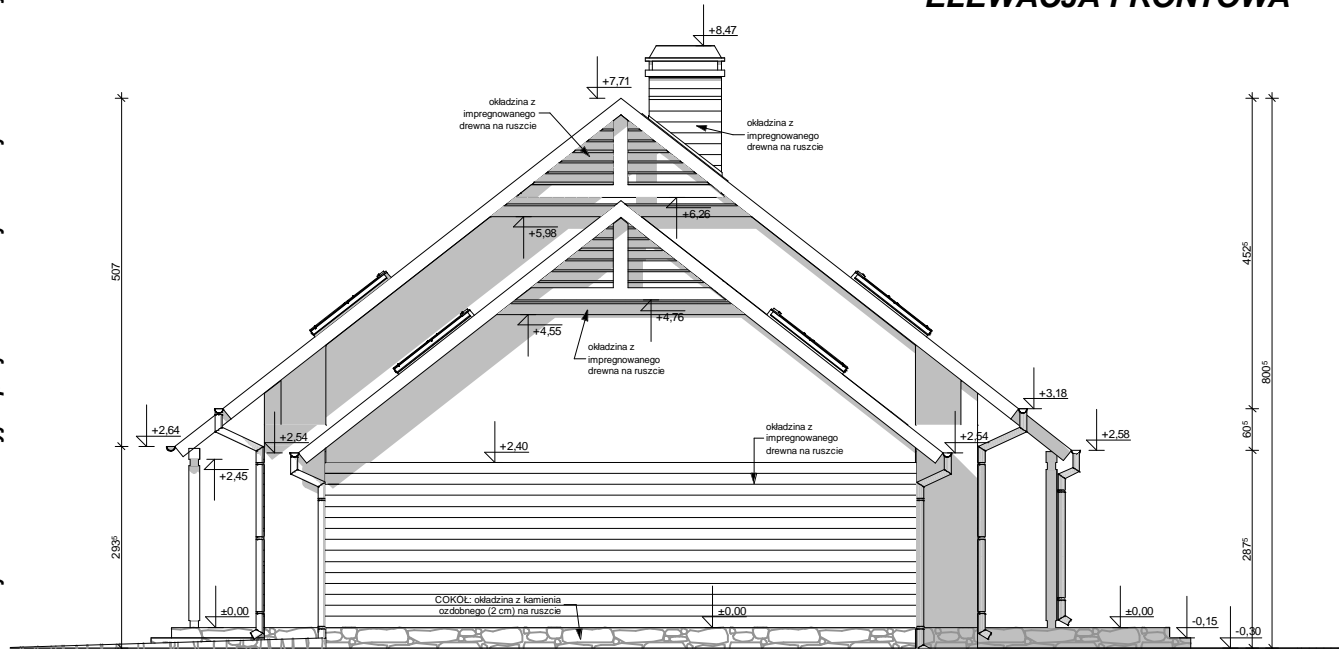 ELEWACJA FRONTOWA
+8,47
+7,71
okładzina z
impregnowanego
drewna na ruszcie
okładzina z
impregnowanego
drewna na ruszcie
+6,26
+5,98
507
452⁵
+4,76
+4,55
okładzina z
impregnowanego
drewna na ruszcie
800⁵
+3,18
+2,64
+2,54
+2,40
okładzina z
impregnowanego
drewna na ruszcie
+2,54
+2,58
60⁵
+2,45
293⁵
287⁵
COKÓŁ: okładzina z kamienia
ozdobnego (2 cm) na ruszcie
±0,00
±0,00
±0,00
-0,15
-0,30